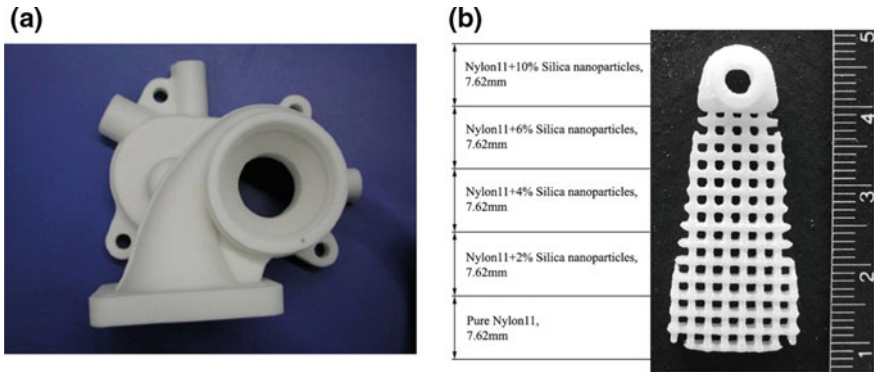 (a)
(b)
Nylon11+10% Silica nanoparticles,
7.62mm
Nylon11+6% Silica nanoparticles,
7.62mm
Nylon11+4% Silica nanoparticles,
7.62mm
Nylon11+2% Silica nanoparticles,
7.62mm
Pure Nylon11,
7.62mm
5
4
3
2
1